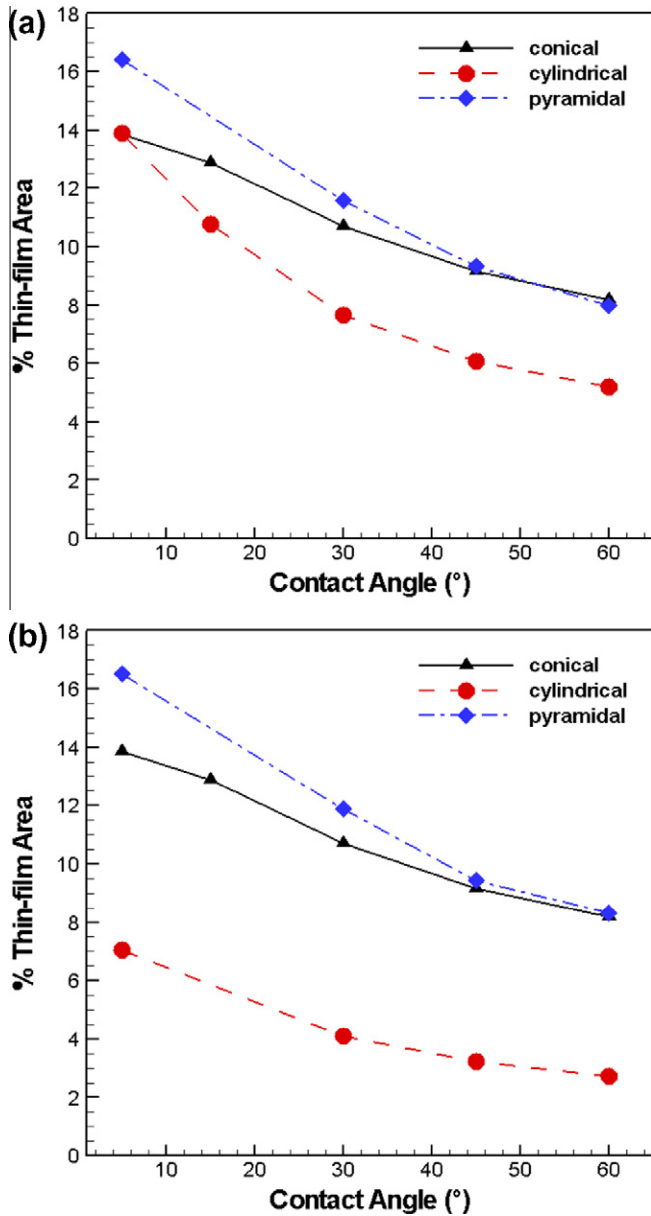 (a)
18
16
14
12
10
8
6
4
2
0
% Thin-film Area
conical
cylindrical
pyramidal
10 20 30 40 50 60
Contact Angle (°)
(b)
18
16
14
12
10
8
6
4
2
0
% Thin-film Area
conical
cylindrical
pyramidal
10 20 30 40 50 60
Contact Angle (°)